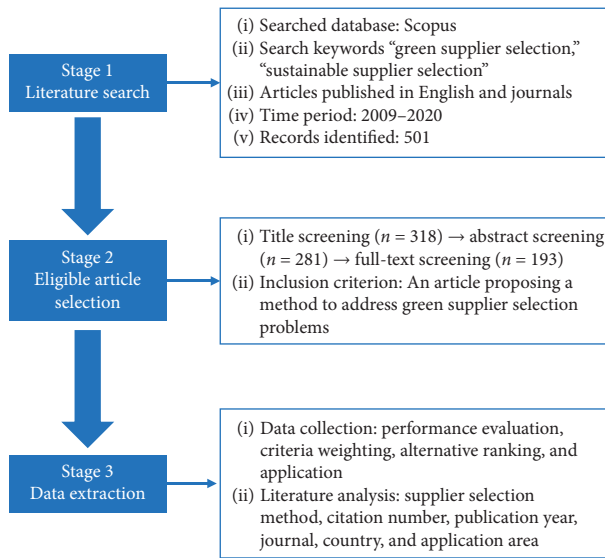 Stage 1
Literature search
(i) Searched database: Scopus
(ii) Search keywords “green supplier selection,”
“sustainable supplier selection”
(iii) Articles published in English and journals
(iv) Time period: 2009–2020
(v) Records identified: 501
Stage 2
Eligible article
selection
(i) Title screening (n = 318) → abstract screening
(n = 281) → full-text screening (n = 193)
(ii) Inclusion criterion: An article proposing a
method to address green supplier selection
problems
Stage 3
Data extraction
(i) Data collection: performance evaluation,
criteria weighting, alternative ranking, and
application
(ii) Literature analysis: supplier selection
method, citation number, publication year,
journal, country, and application area